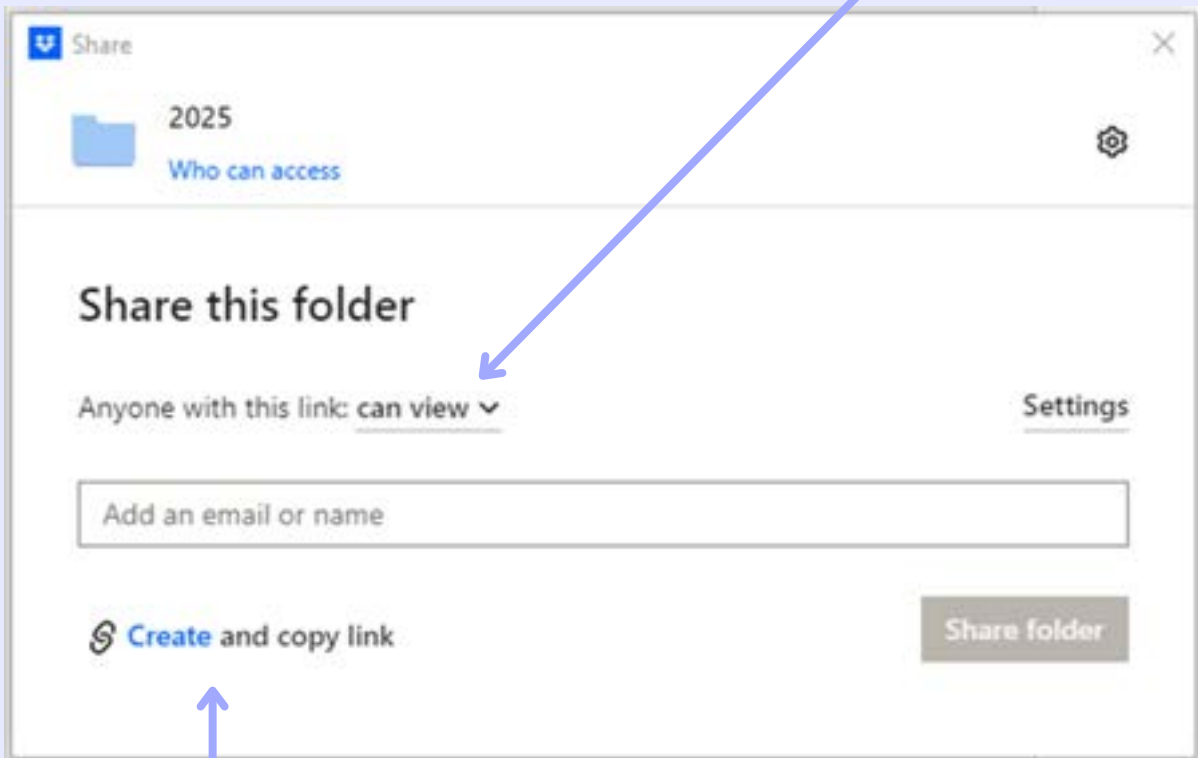 Share
2025
Who can access
Share this folder
Anyone with this link: can view
Settings
Add an email or name
Create and copy link
Share folder